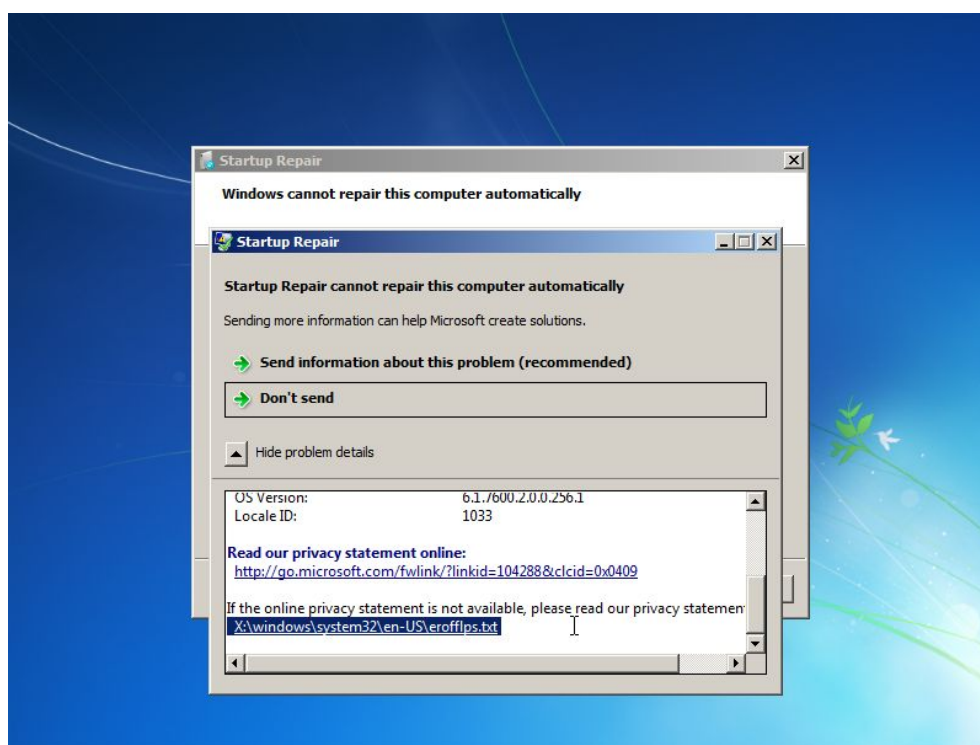 Startup Repair
Windows cannot repair this computer automatically
Startup Repair
Startup Repair cannot repair this computer automatically
Sending more information can help Microsoft create solutions.
Send information about this problem (recommended)
Don't send
Hide problem details
OS Version: 6.1.7600.2.0.0.256.1
Locale ID: 1033
Read our privacy statement online:
http://go.microsoft.com/fwlink/?linkid=104288&clcid=0x0409
If the online privacy statement is not available, please read our privacy statemen
X:\windows\system32\en-US\erofflps.txt